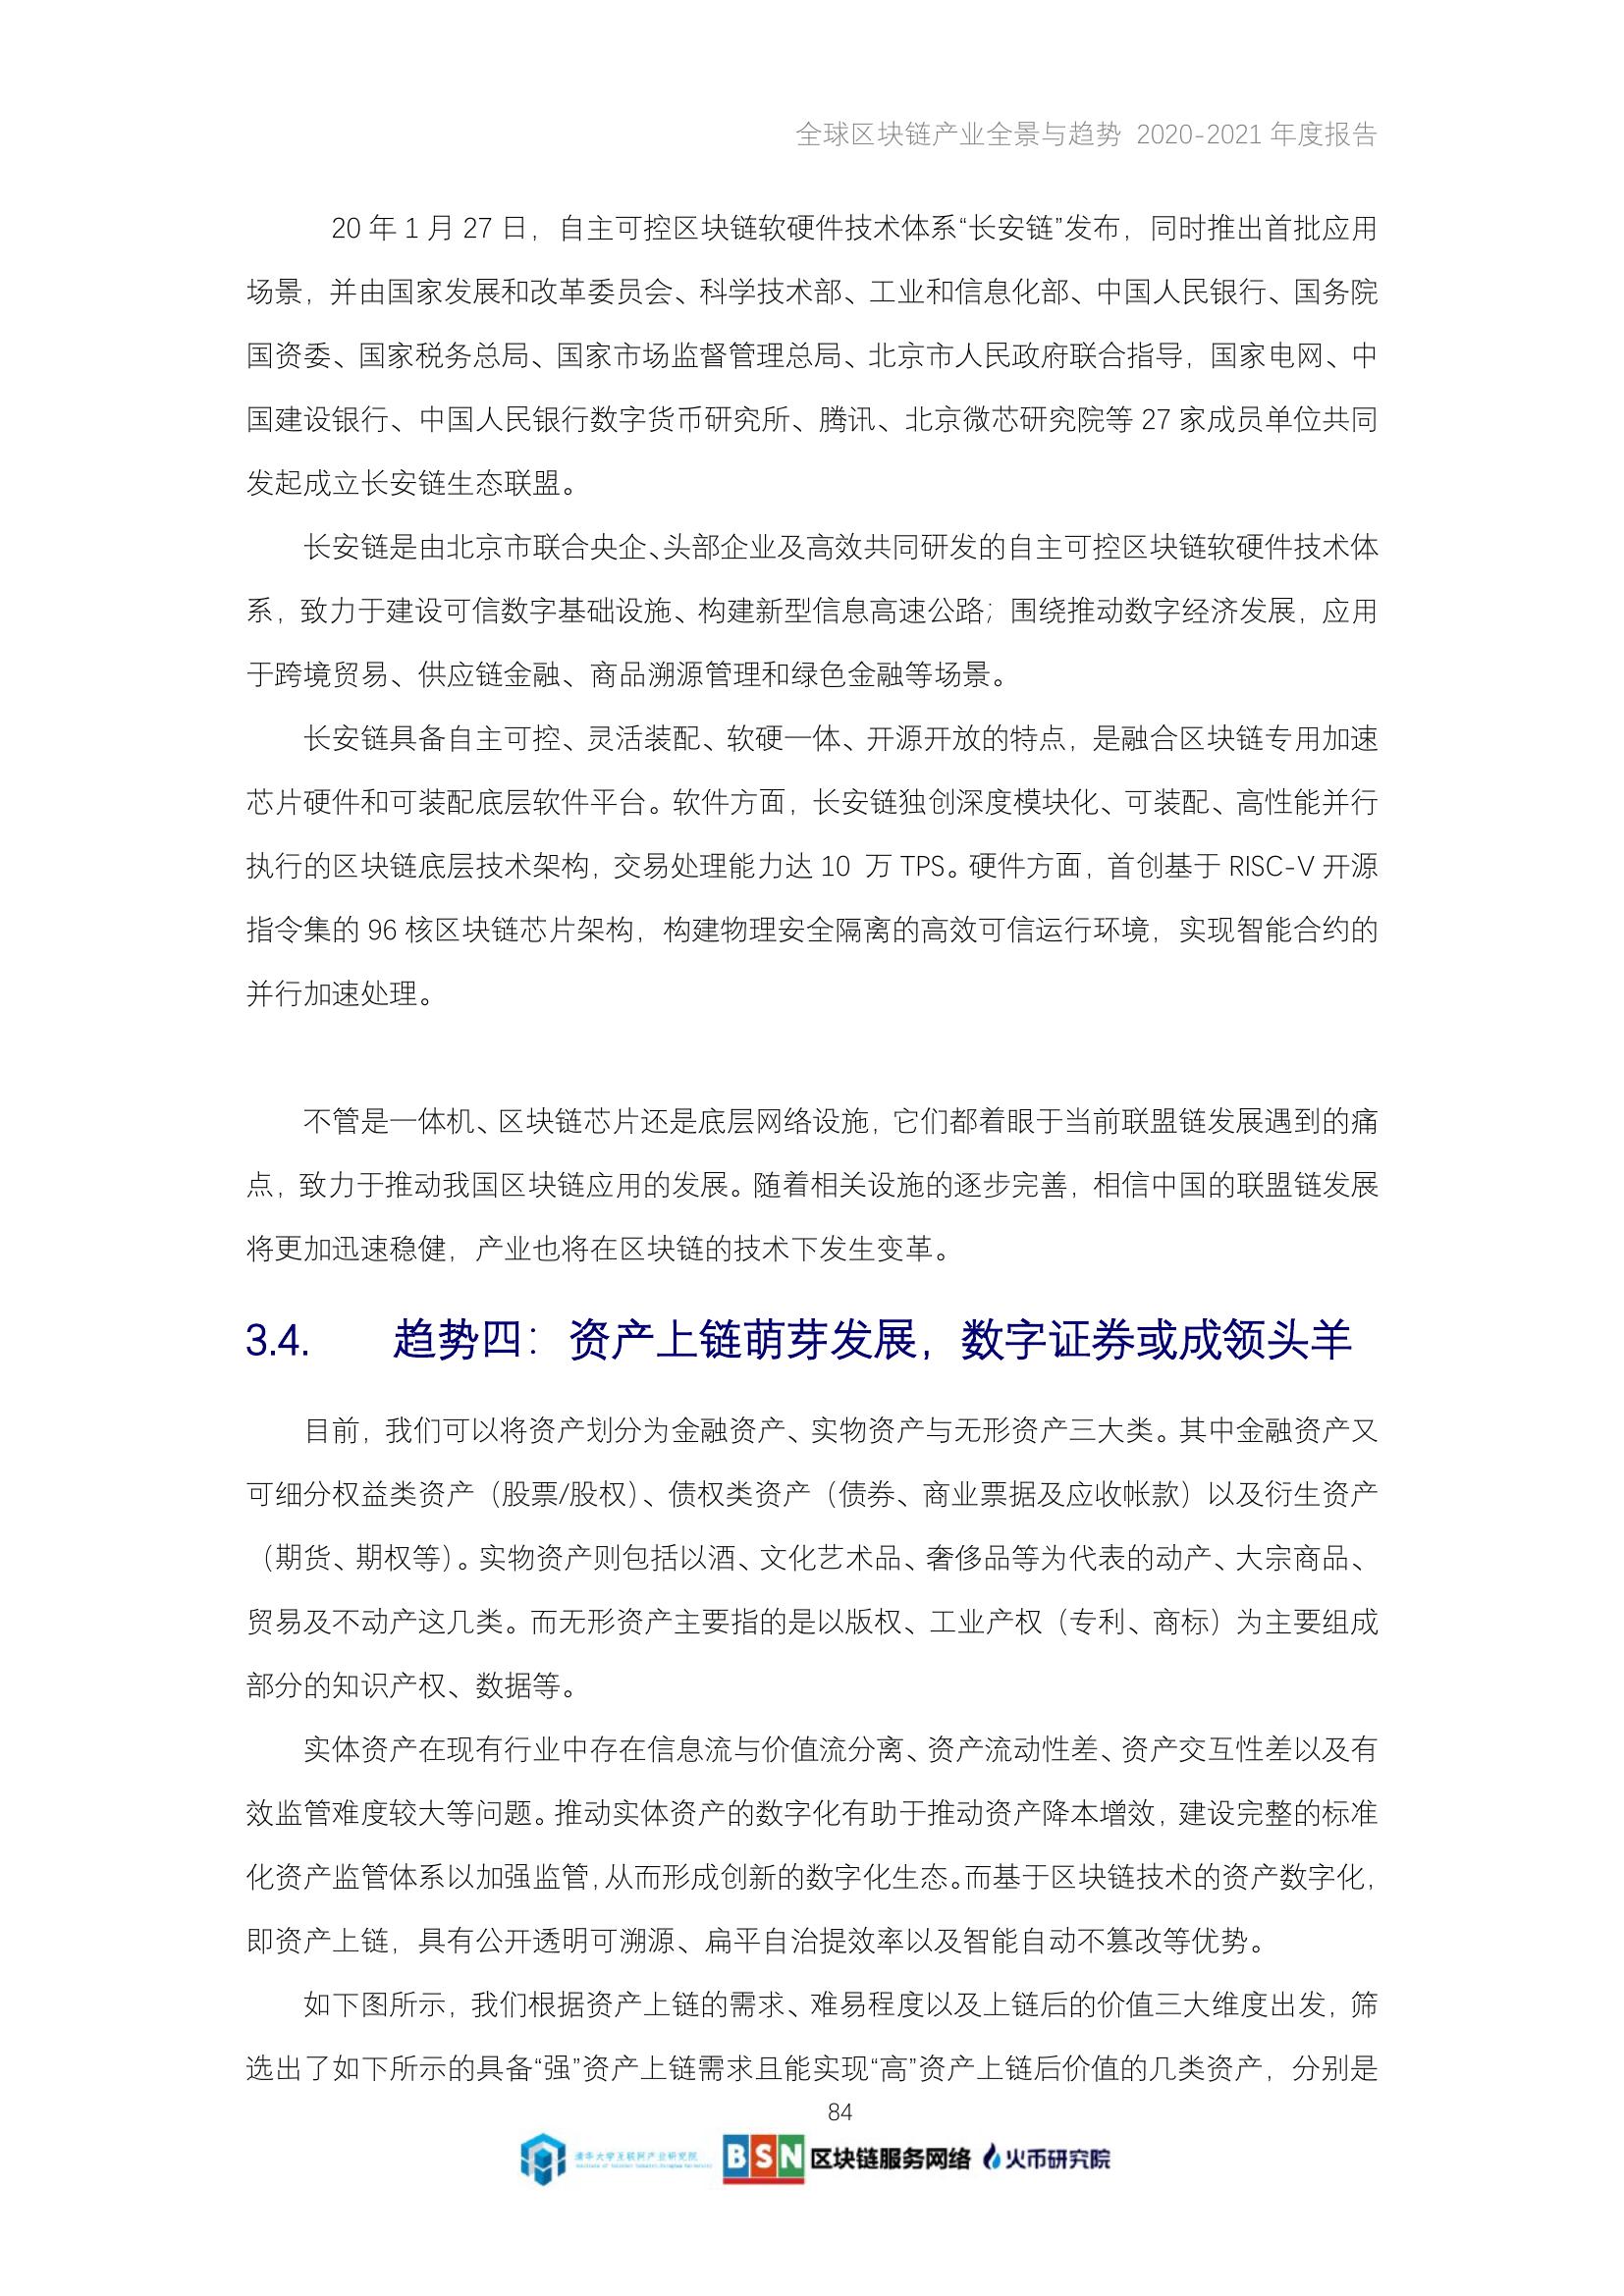 全球区块链产业全景与趋势 2020-2021 年度报告
20 年 1 月 27 日，自主可控区块链软硬件技术体系“长安链”发布，同时推出首批应用
场景，并由国家发展和改革委员会、科学技术部、工业和信息化部、中国人民银行、国务院
国资委、国家税务总局、国家市场监督管理总局、北京市人民政府联合指导，国家电网、中
国建设银行、中国人民银行数字货币研究所、腾讯、北京微芯研究院等 27 家成员单位共同
发起成立长安链生态联盟。
长安链是由北京市联合央企、头部企业及高效共同研发的自主可控区块链软硬件技术体
系，致力于建设可信数字基础设施、构建新型信息高速公路；围绕推动数字经济发展，应用
于跨境贸易、供应链金融、商品溯源管理和绿色金融等场景。
长安链具备自主可控、灵活装配、软硬一体、开源开放的特点，是融合区块链专用加速
芯片硬件和可装配底层软件平台。软件方面，长安链独创深度模块化、可装配、高性能并行
执行的区块链底层技术架构，交易处理能力达 10 万 TPS。硬件方面，首创基于 RISC-V 开源
指令集的 96 核区块链芯片架构，构建物理安全隔离的高效可信运行环境，实现智能合约的
并行加速处理。
不管是一体机、区块链芯片还是底层网络设施，它们都着眼于当前联盟链发展遇到的痛
点，致力于推动我国区块链应用的发展。随着相关设施的逐步完善，相信中国的联盟链发展
将更加迅速稳健，产业也将在区块链的技术下发生变革。
3.4. 趋势四：资产上链萌芽发展，数字证券或成领头羊
目前，我们可以将资产划分为金融资产、实物资产与无形资产三大类。其中金融资产又
可细分权益类资产（股票/股权）、债权类资产（债券、商业票据及应收帐款）以及衍生资产
（期货、期权等）。实物资产则包括以酒、文化艺术品、奢侈品等为代表的动产、大宗商品、
贸易及不动产这几类。而无形资产主要指的是以版权、工业产权（专利、商标）为主要组成
部分的知识产权、数据等。
实体资产在现有行业中存在信息流与价值流分离、资产流动性差、资产交互性差以及有
效监管难度较大等问题。推动实体资产的数字化有助于推动资产降本增效，建设完整的标准
化资产监管体系以加强监管，从而形成创新的数字化生态。而基于区块链技术的资产数字化，
即资产上链，具有公开透明可溯源、扁平自治提效率以及智能自动不篡改等优势。
如下图所示，我们根据资产上链的需求、难易程度以及上链后的价值三大维度出发，筛
选出了如下所示的具备“强”资产上链需求且能实现“高”资产上链后价值的几类资产，分别是
84
清华大学互联网产业研究院
BSN 区块链服务网络 火币研究院